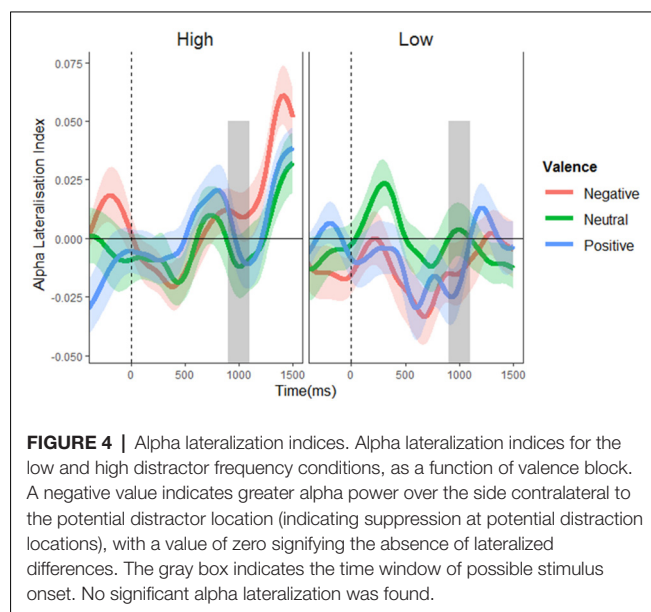 High Low
0.075
0.050
0.025
0.000
-0.025
-0.050
Alpha Lateralisation Index
0 500 1000 1500 0 500 1000 1500
Time(ms)
Valence
Negative
Neutral
Positive
FIGURE 4 | Alpha lateralization indices. Alpha lateralization indices for the
low and high distractor frequency conditions, as a function of valence block.
A negative value indicates greater alpha power over the side contralateral to
the potential distractor location (indicating suppression at potential distraction
locations), with a value of zero signifying the absence of lateralized
differences. The gray box indicates the time window of possible stimulus
onset. No significant alpha lateralization was found.